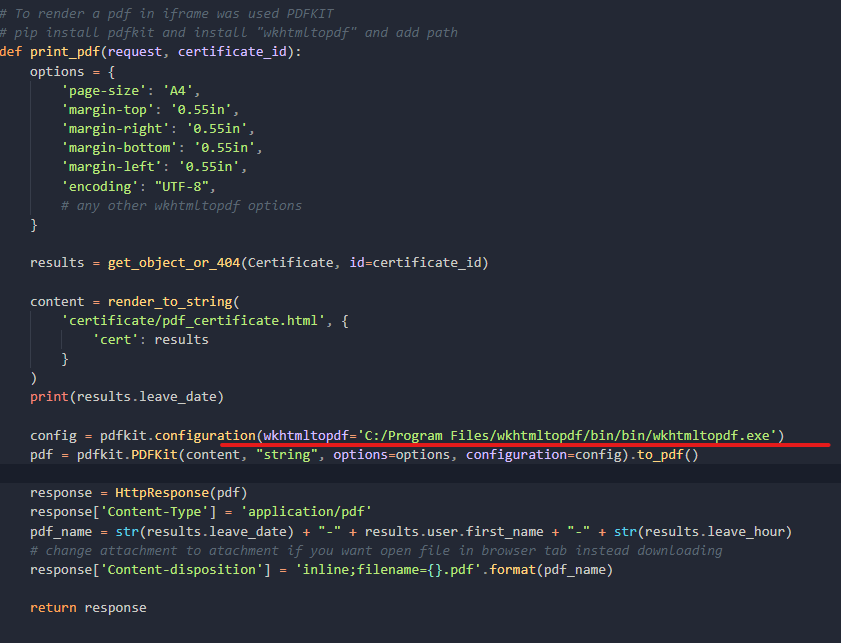 # To render a pdf in iframe was used PDFKIT
# pip install pdfkit and install "wkhtmltopdf" and add path
def print_pdf(request, certificate_id):
    options = {
        'page-size': 'A4',
        'margin-top': '0.55in',
        'margin-right': '0.55in',
        'margin-bottom': '0.55in',
        'margin-left': '0.55in',
        'encoding': "UTF-8",
        # any other wkhtmltopdf options
    }
    results = get_object_or_404(Certificate, id=certificate_id)
    content = render_to_string(
        'certificate/pdf_certificate.html', {
            'cert': results
        }
    )
    print(results.leave_date)
    config = pdfkit.configuration(wkhtmltopdf='C:/Program Files/wkhtmltopdf/bin/bin/wkhtmltopdf.exe')
    pdf = pdfkit.PDFKit(content, "string", options=options, configuration=config).to_pdf()
    response = HttpResponse(pdf)
    response['Content-Type'] = 'application/pdf'
    pdf_name = str(results.leave_date) + "-" + results.user.first_name + "-" + str(results.leave_hour)
    # change attachment to atachment if you want open file in browser tab instead downloading
    response['Content-disposition'] = 'inline;filename={}.pdf'.format(pdf_name)
    return response